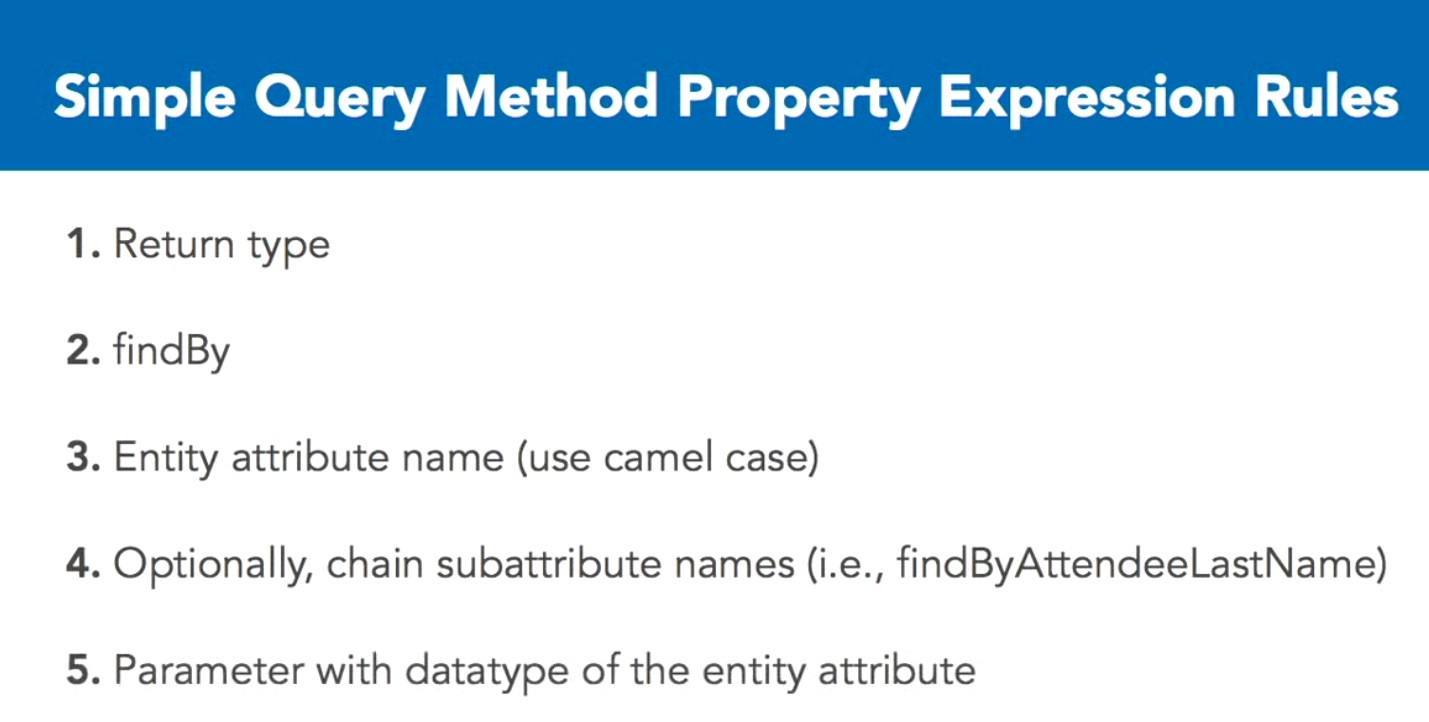 Simple Query Method Property Expression Rules
1. Return type
2. findBy
3. Entity attribute name (use camel case)
4. Optionally, chain subattribute names (i.e., findByAttendeeLastName)
5. Parameter with datatype of the entity attribute